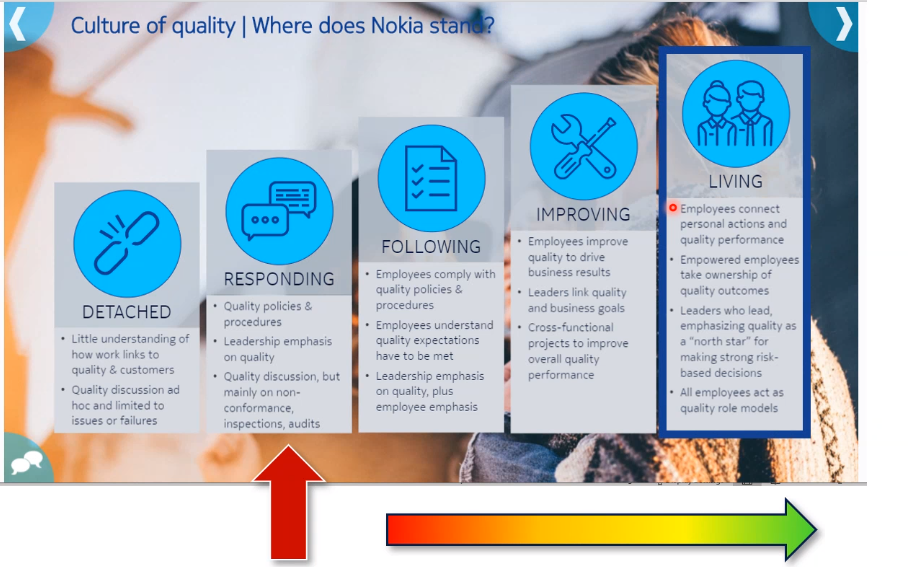 Culture of quality | Where does Nokia stand?
DETACHED
• Little understanding of
how work links to
quality & customers
• Quality discussion ad
hoc and limited to
issues or failures
RESPONDING
• Quality policies &
procedures
• Leadership emphasis
on quality
• Quality discussion, but
mainly on non-
conformance,
inspections, audits
FOLLOWING
• Employees comply with
quality policies &
procedures
• Employees understand
quality expectations
have to be met
• Leadership emphasis
on quality, plus
employee emphasis
IMPROVING
• Employees improve
quality to drive
business results
• Leaders link quality
and business goals
• Cross-functional
projects to improve
overall quality
performance
LIVING
• Employees connect
personal actions and
quality performance
• Empowered employees
take ownership of
quality outcomes
• Leaders who lead,
emphasizing quality as
a “north star” for
making strong risk-
based decisions
• All employees act as
quality role models